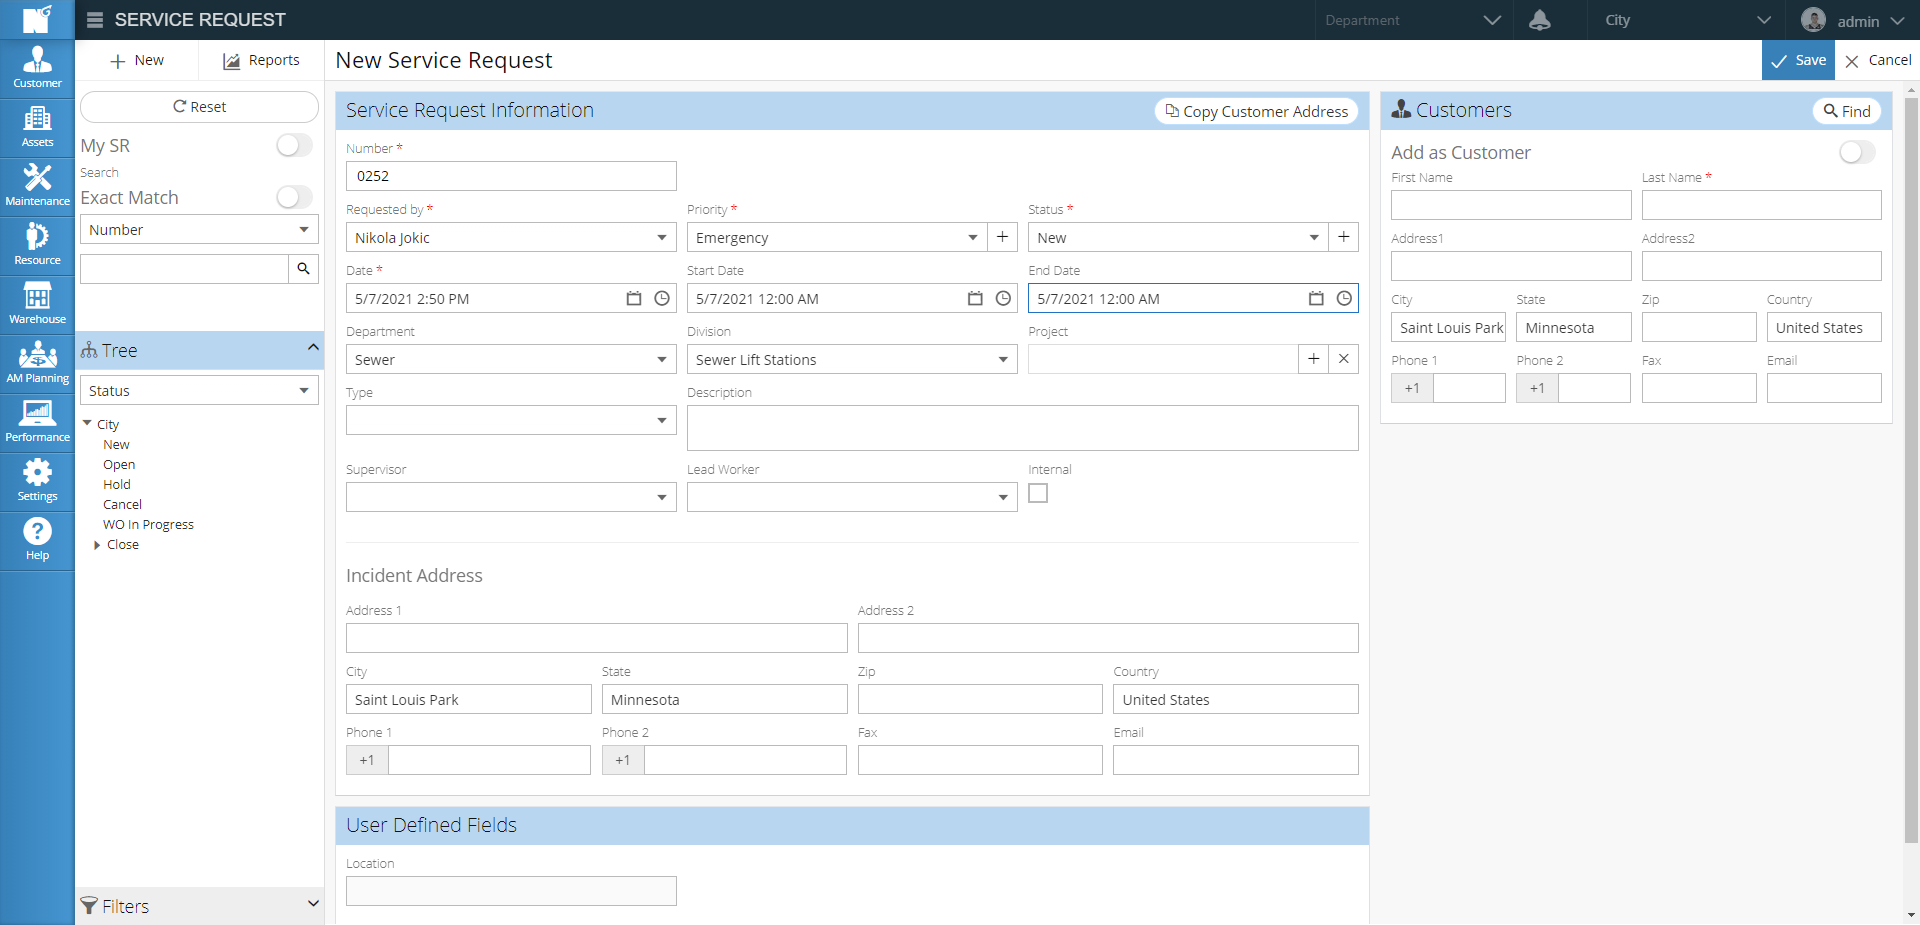 SERVICE REQUEST
Department
City
admin
Customer
Assets
Maintenance
Resource
Warehouse
AM Planning
Performance
Settings
Help
New
Reports
Reset
My SR
Search
Exact Match
Number
Tree
Status
City
New
Open
Hold
Cancel
WO In Progress
Close
Filters
New Service Request
Save
Cancel
Service Request Information
Copy Customer Address
Number *
0252
Requested by * Priority * Status *
Nikola Jokic Emergency New
Date * Start Date End Date
5/7/2021 2:50 PM 5/7/2021 12:00 AM 5/7/2021 12:00 AM
Department Division Project
Sewer Sewer Lift Stations
Type Description
Supervisor Lead Worker Internal
Incident Address
Address 1 Address 2
City State Zip Country
Saint Louis Park Minnesota United States
Phone 1 Phone 2 Fax Email
+1 +1
User Defined Fields
Location
Customers
Find
Add as Customer
First Name Last Name *
Address1 Address2
City State Zip Country
Saint Louis Park Minnesota United States
Phone 1 Phone 2 Fax Email
+1 +1